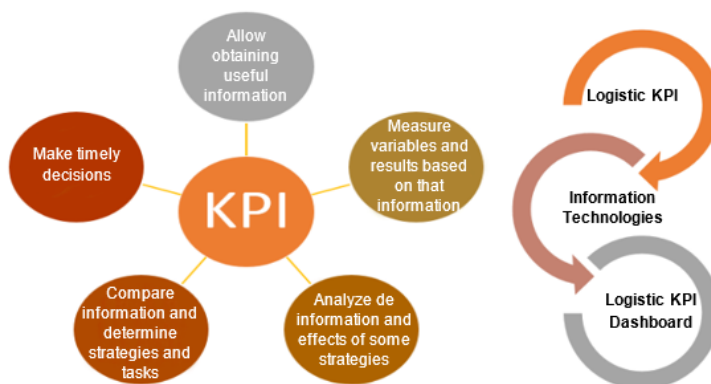 Allow
obtaining
useful
information
Make timely
decisions
KPI
Measure
variables and
results based
on that
information
Compare
information and
determine
strategies and
tasks
Analyze de
information and
effects of some
strategies
Logistic KPI
Information
Technologies
Logistic KPI
Dashboard